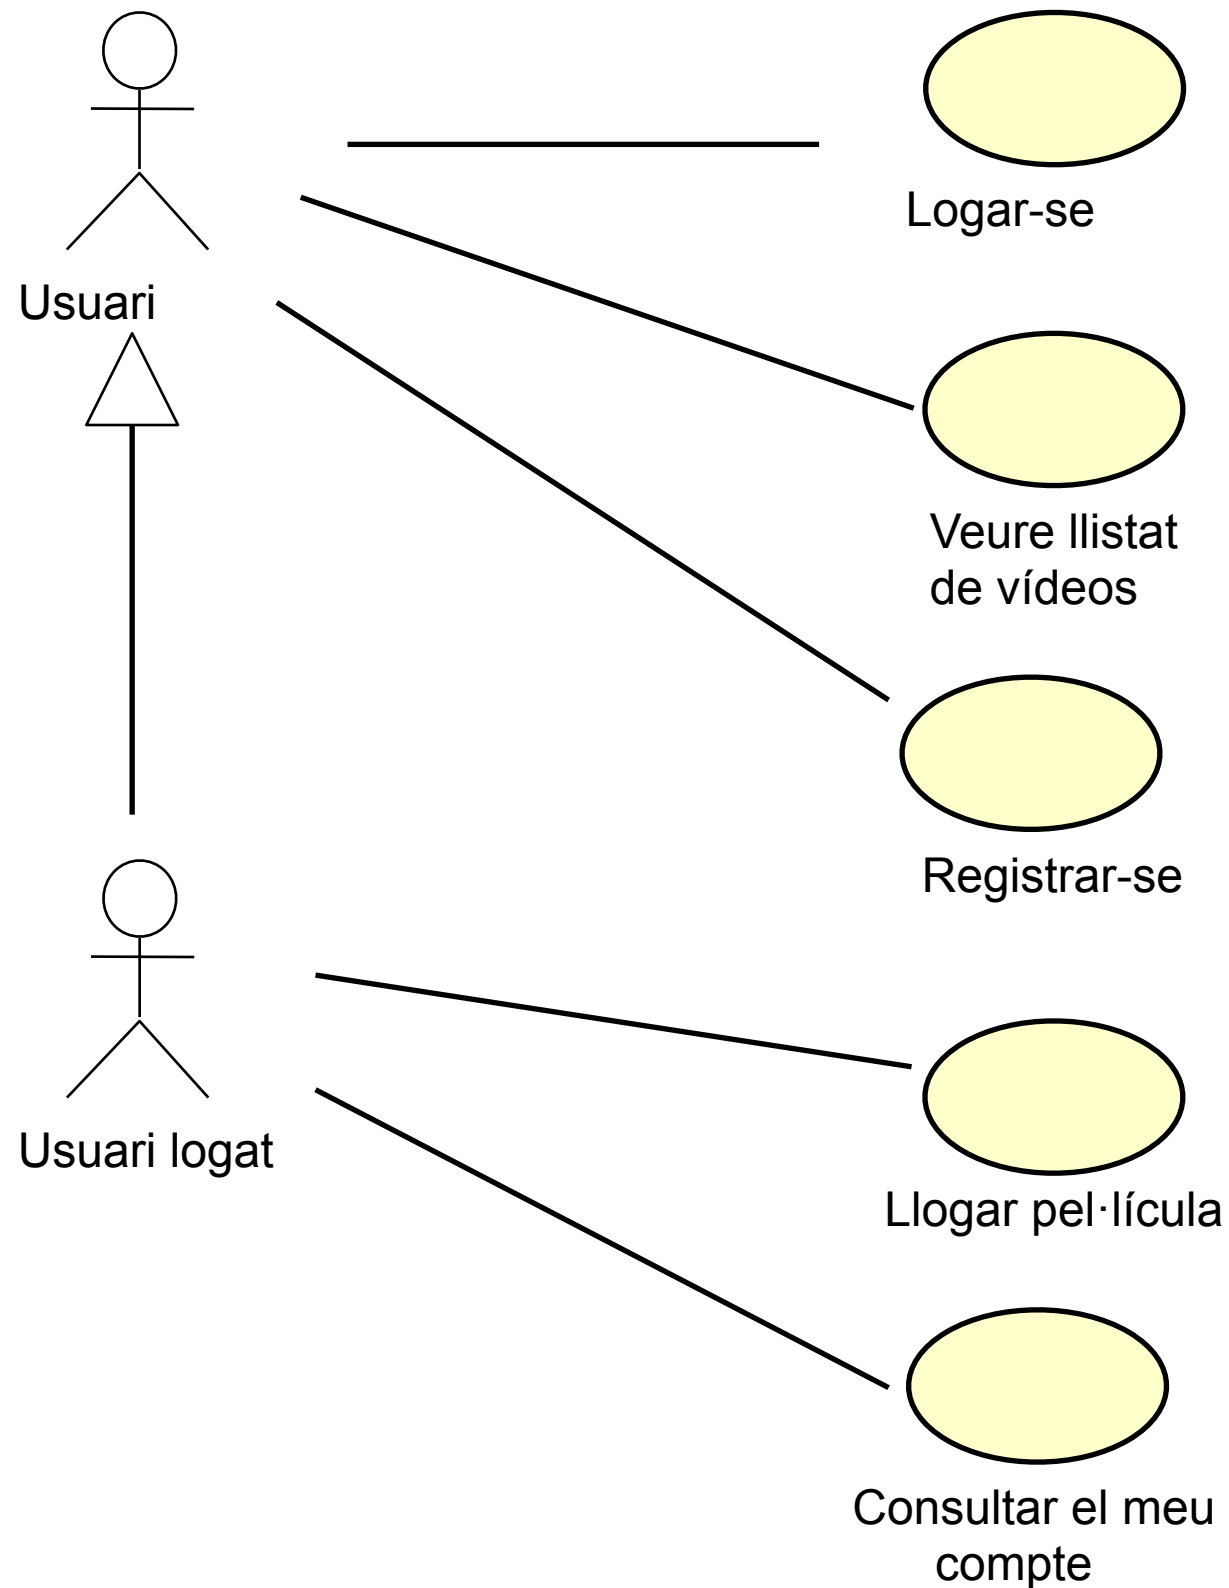 Logar-se
Usuari
Veure llistat
de vídeos
Registrar-se
Usuari logat
Llogar pel·lícula
Consultar el meu
compte